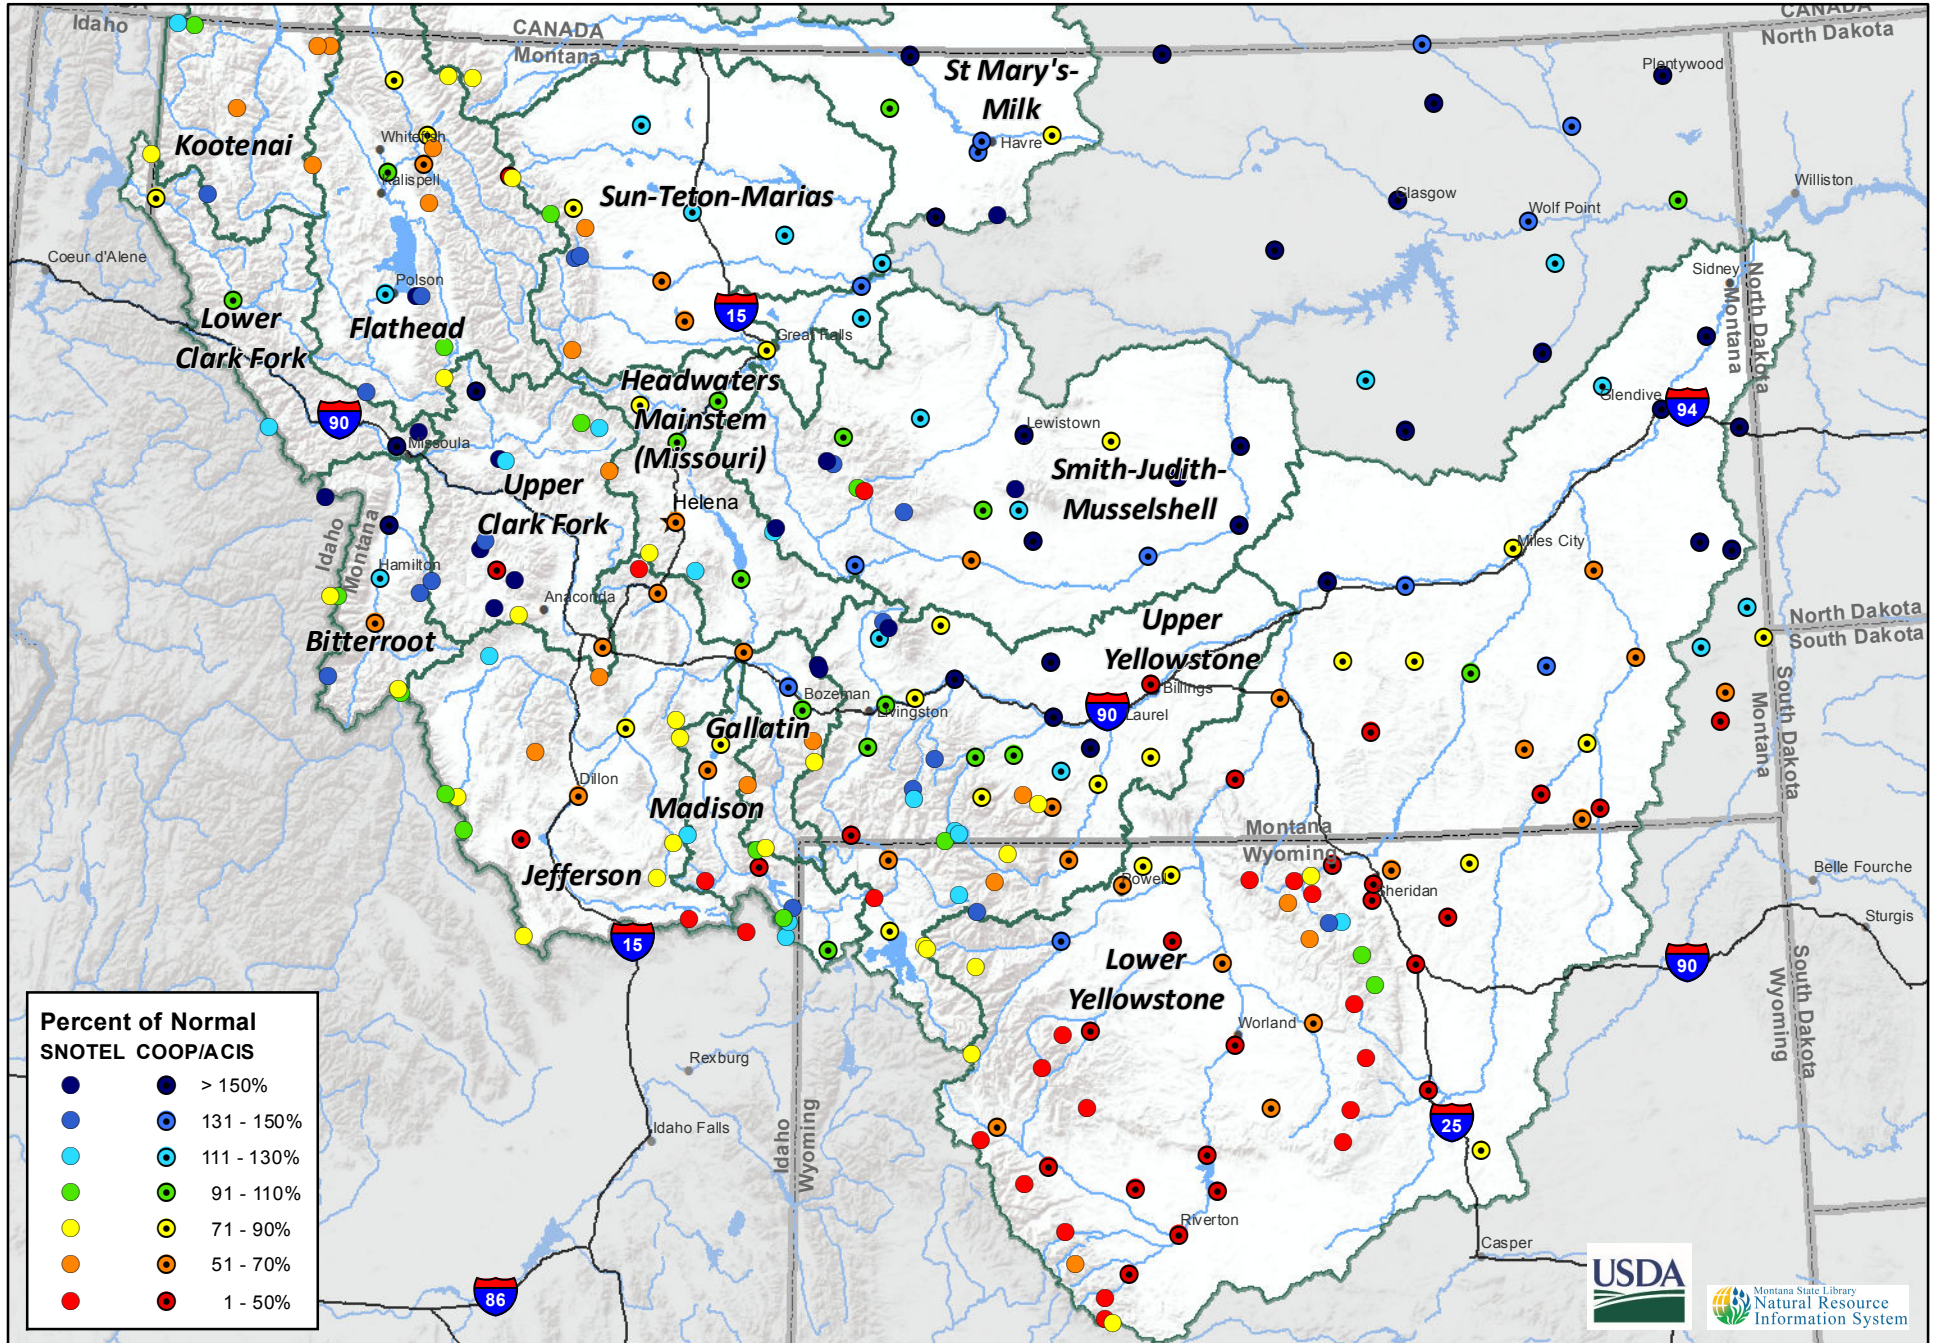 CANADA
Idaho
CANADA
Montana
CANADA
North Dakota
St Mary's-
Milk
Plentywood
Kootenai
Whitefish
Kalispell
Havre
Sun-Teton-Marias
Glasgow
Wolf Point
Williston
Coeur d'Alene
Polson
Sidney
North Dakota
Montana
Lower
Clark Fork
Flathead
15
Great Falls
Headwaters
Mainstem
(Missouri)
Glendive
94
90
Missoula
Lewistown
Upper
Clark Fork
Smith-Judith-
Musselshell
Helena
Idaho
Montana
Hamilton
Miles City
Anaconda
Bitterroot
Upper
Yellowstone
North Dakota
South Dakota
Bozeman
Livingston
Billings
90
Laurel
South Dakota
Montana
Gallatin
Dillon
Madison
Montana
Wyoming
Jefferson
Powell
Sheridan
Belle Fourche
Sturgis
15
Lower
Yellowstone
90
South Dakota
Wyoming
Worland
Rexburg
Idaho Falls
Idaho
Wyoming
25
Riverton
Casper
86
Percent of Normal
SNOTEL COOP/ACIS
> 150%
131 - 150%
111 - 130%
91 - 110%
71 - 90%
51 - 70%
1 - 50%
USDA
Montana State Library
Natural Resource
Information System